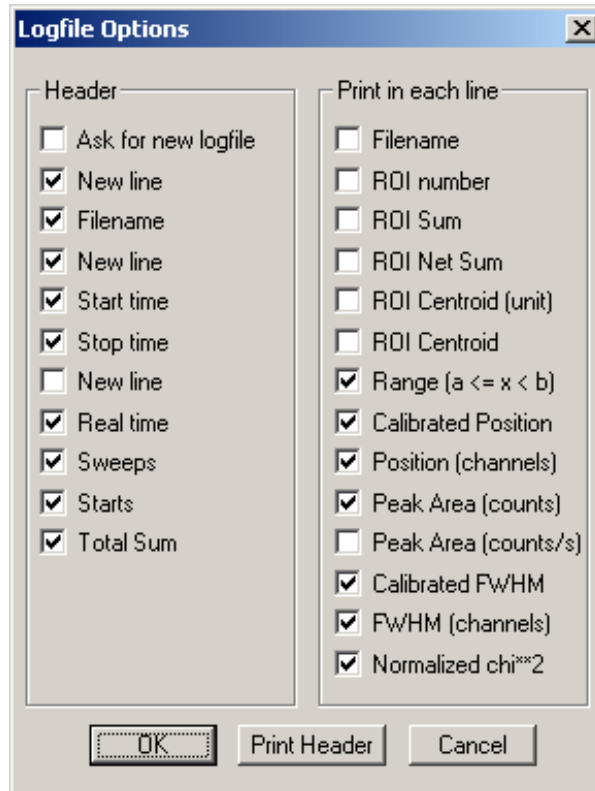 Logfile Options
Header
Ask for new logfile
New line
Filename
New line
Start time
Stop time
New line
Real time
Sweeps
Starts
Total Sum
Print in each line
Filename
ROI number
ROI Sum
ROI Net Sum
ROI Centroid (unit)
ROI Centroid
Range (a <= x < b)
Calibrated Position
Position (channels)
Peak Area (counts)
Peak Area (counts/s)
Calibrated FWHM
FWHM (channels)
Normalized chi**2
OK
Print Header
Cancel